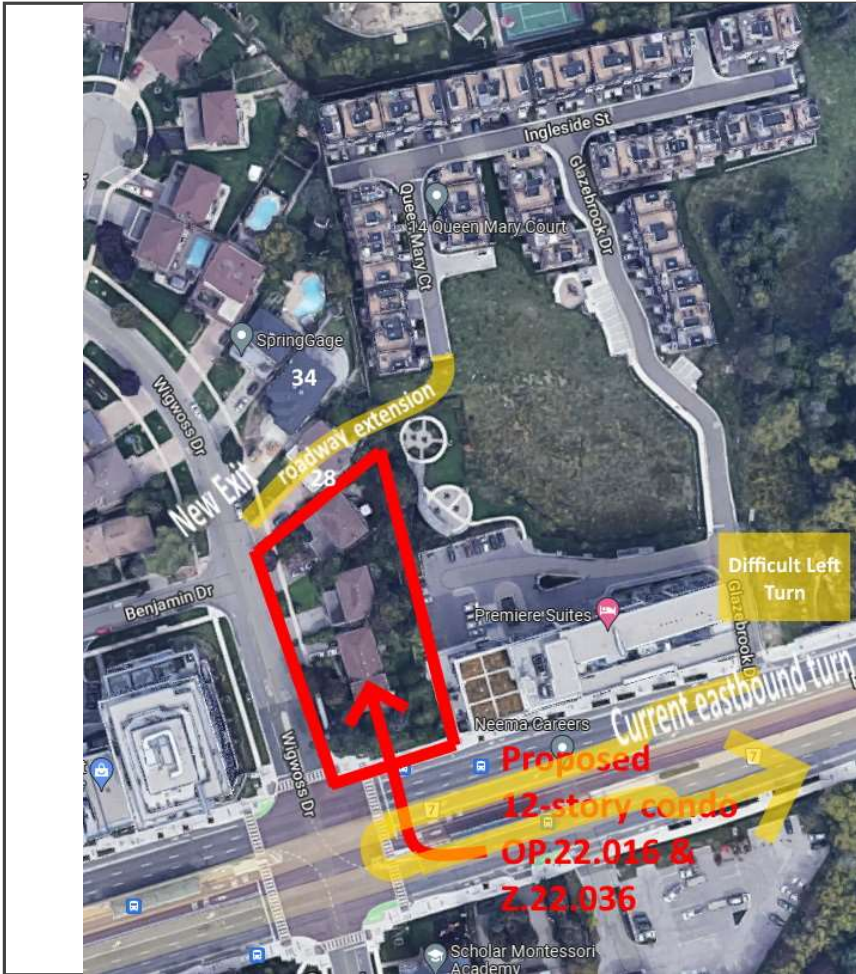 Ingleside St
Glazebrook Dr
Queen Mary Ct
14 Queen Mary Court
SpringGage
34
Wigwoss Dr
roadway extension
28
New Exit
Benjamin Dr
Difficult Left
Turn
Premiere Suites
Glazebrook D
Current eastbound turn
Neema Careers
Wigwoss Dr
7
7
Proposed
12-story condo
OP.22.016 &
Z.22.036
Scholar Montessori
Academy